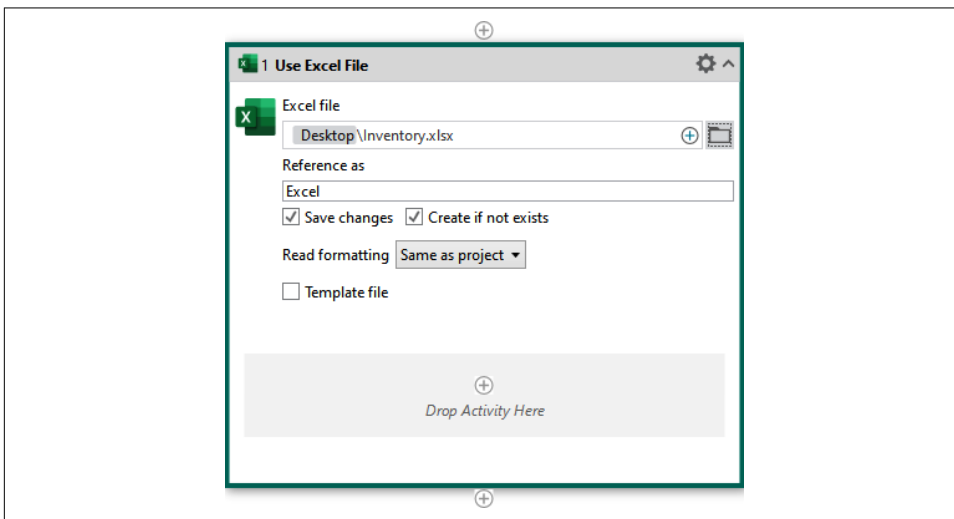 1 Use Excel File
Excel file
Desktop\Inventory.xlsx
Reference as
Excel
Save changes Create if not exists
Read formatting Same as project
Template file
Drop Activity Here